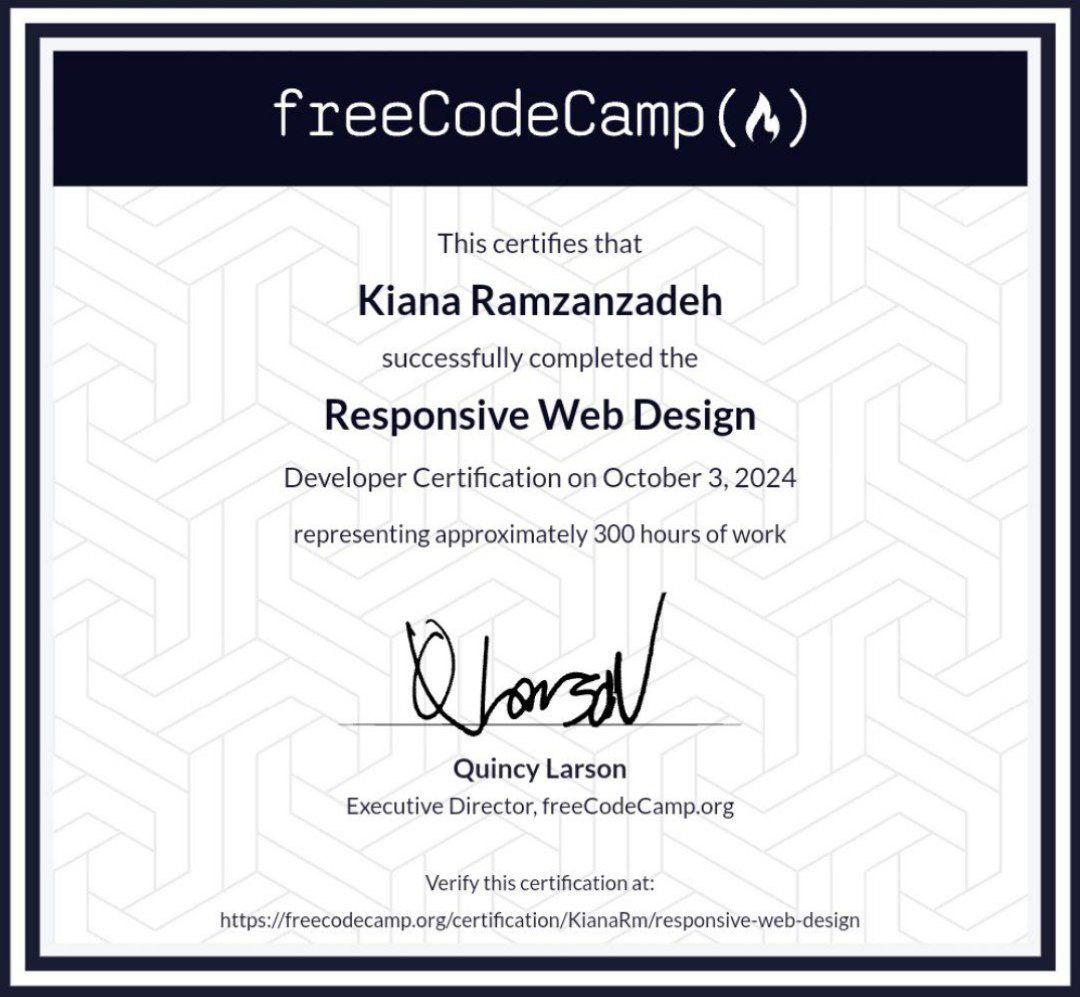 freeCodeCamp(🔥)
This certifies that
Kiana Ramzanzadeh
successfully completed the
Responsive Web Design
Developer Certification on October 3, 2024
representing approximately 300 hours of work
Q Larson
Quincy Larson
Executive Director, freeCodeCamp.org
Verify this certification at:
https://freecodecamp.org/certification/KianaRm/responsive-web-design